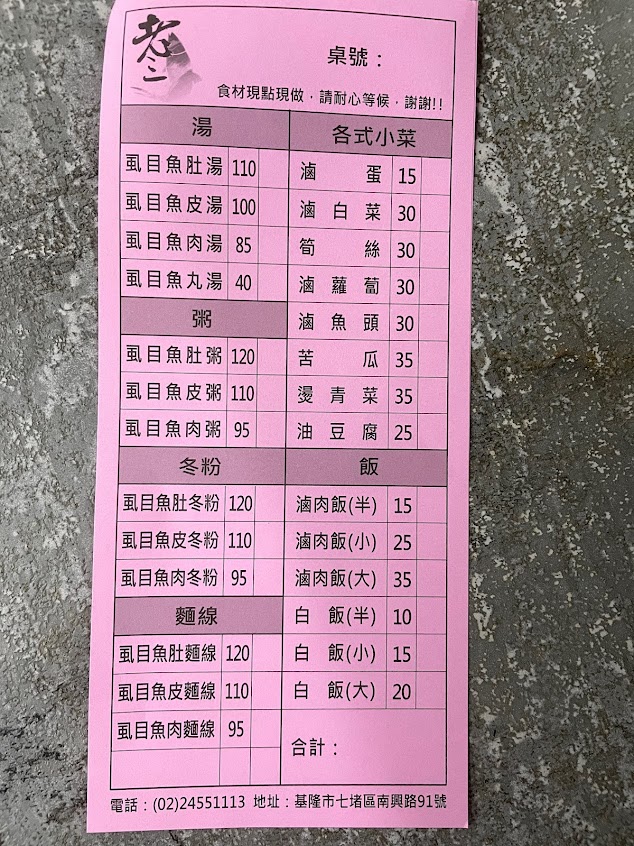 老三
桌號：
食材現點現做，請耐心等候，謝謝!!
湯
虱目魚肚湯 110
虱目魚皮湯 100
虱目魚肉湯 85
虱目魚丸湯 40
粥
虱目魚肚粥 120
虱目魚皮粥 110
虱目魚肉粥 95
冬粉
虱目魚肚冬粉 120
虱目魚皮冬粉 110
虱目魚肉冬粉 95
麵線
虱目魚肚麵線 120
虱目魚皮麵線 110
虱目魚肉麵線 95
各式小菜
滷蛋 15
滷白菜 30
筍絲 30
滷蘿蔔 30
滷魚頭 30
苦瓜 35
燙青菜 35
油豆腐 25
飯
滷肉飯(半) 15
滷肉飯(小) 25
滷肉飯(大) 35
白飯(半) 10
白飯(小) 15
白飯(大) 20
合計：
電話：(02)24551113 地址：基隆市七堵區南興路91號